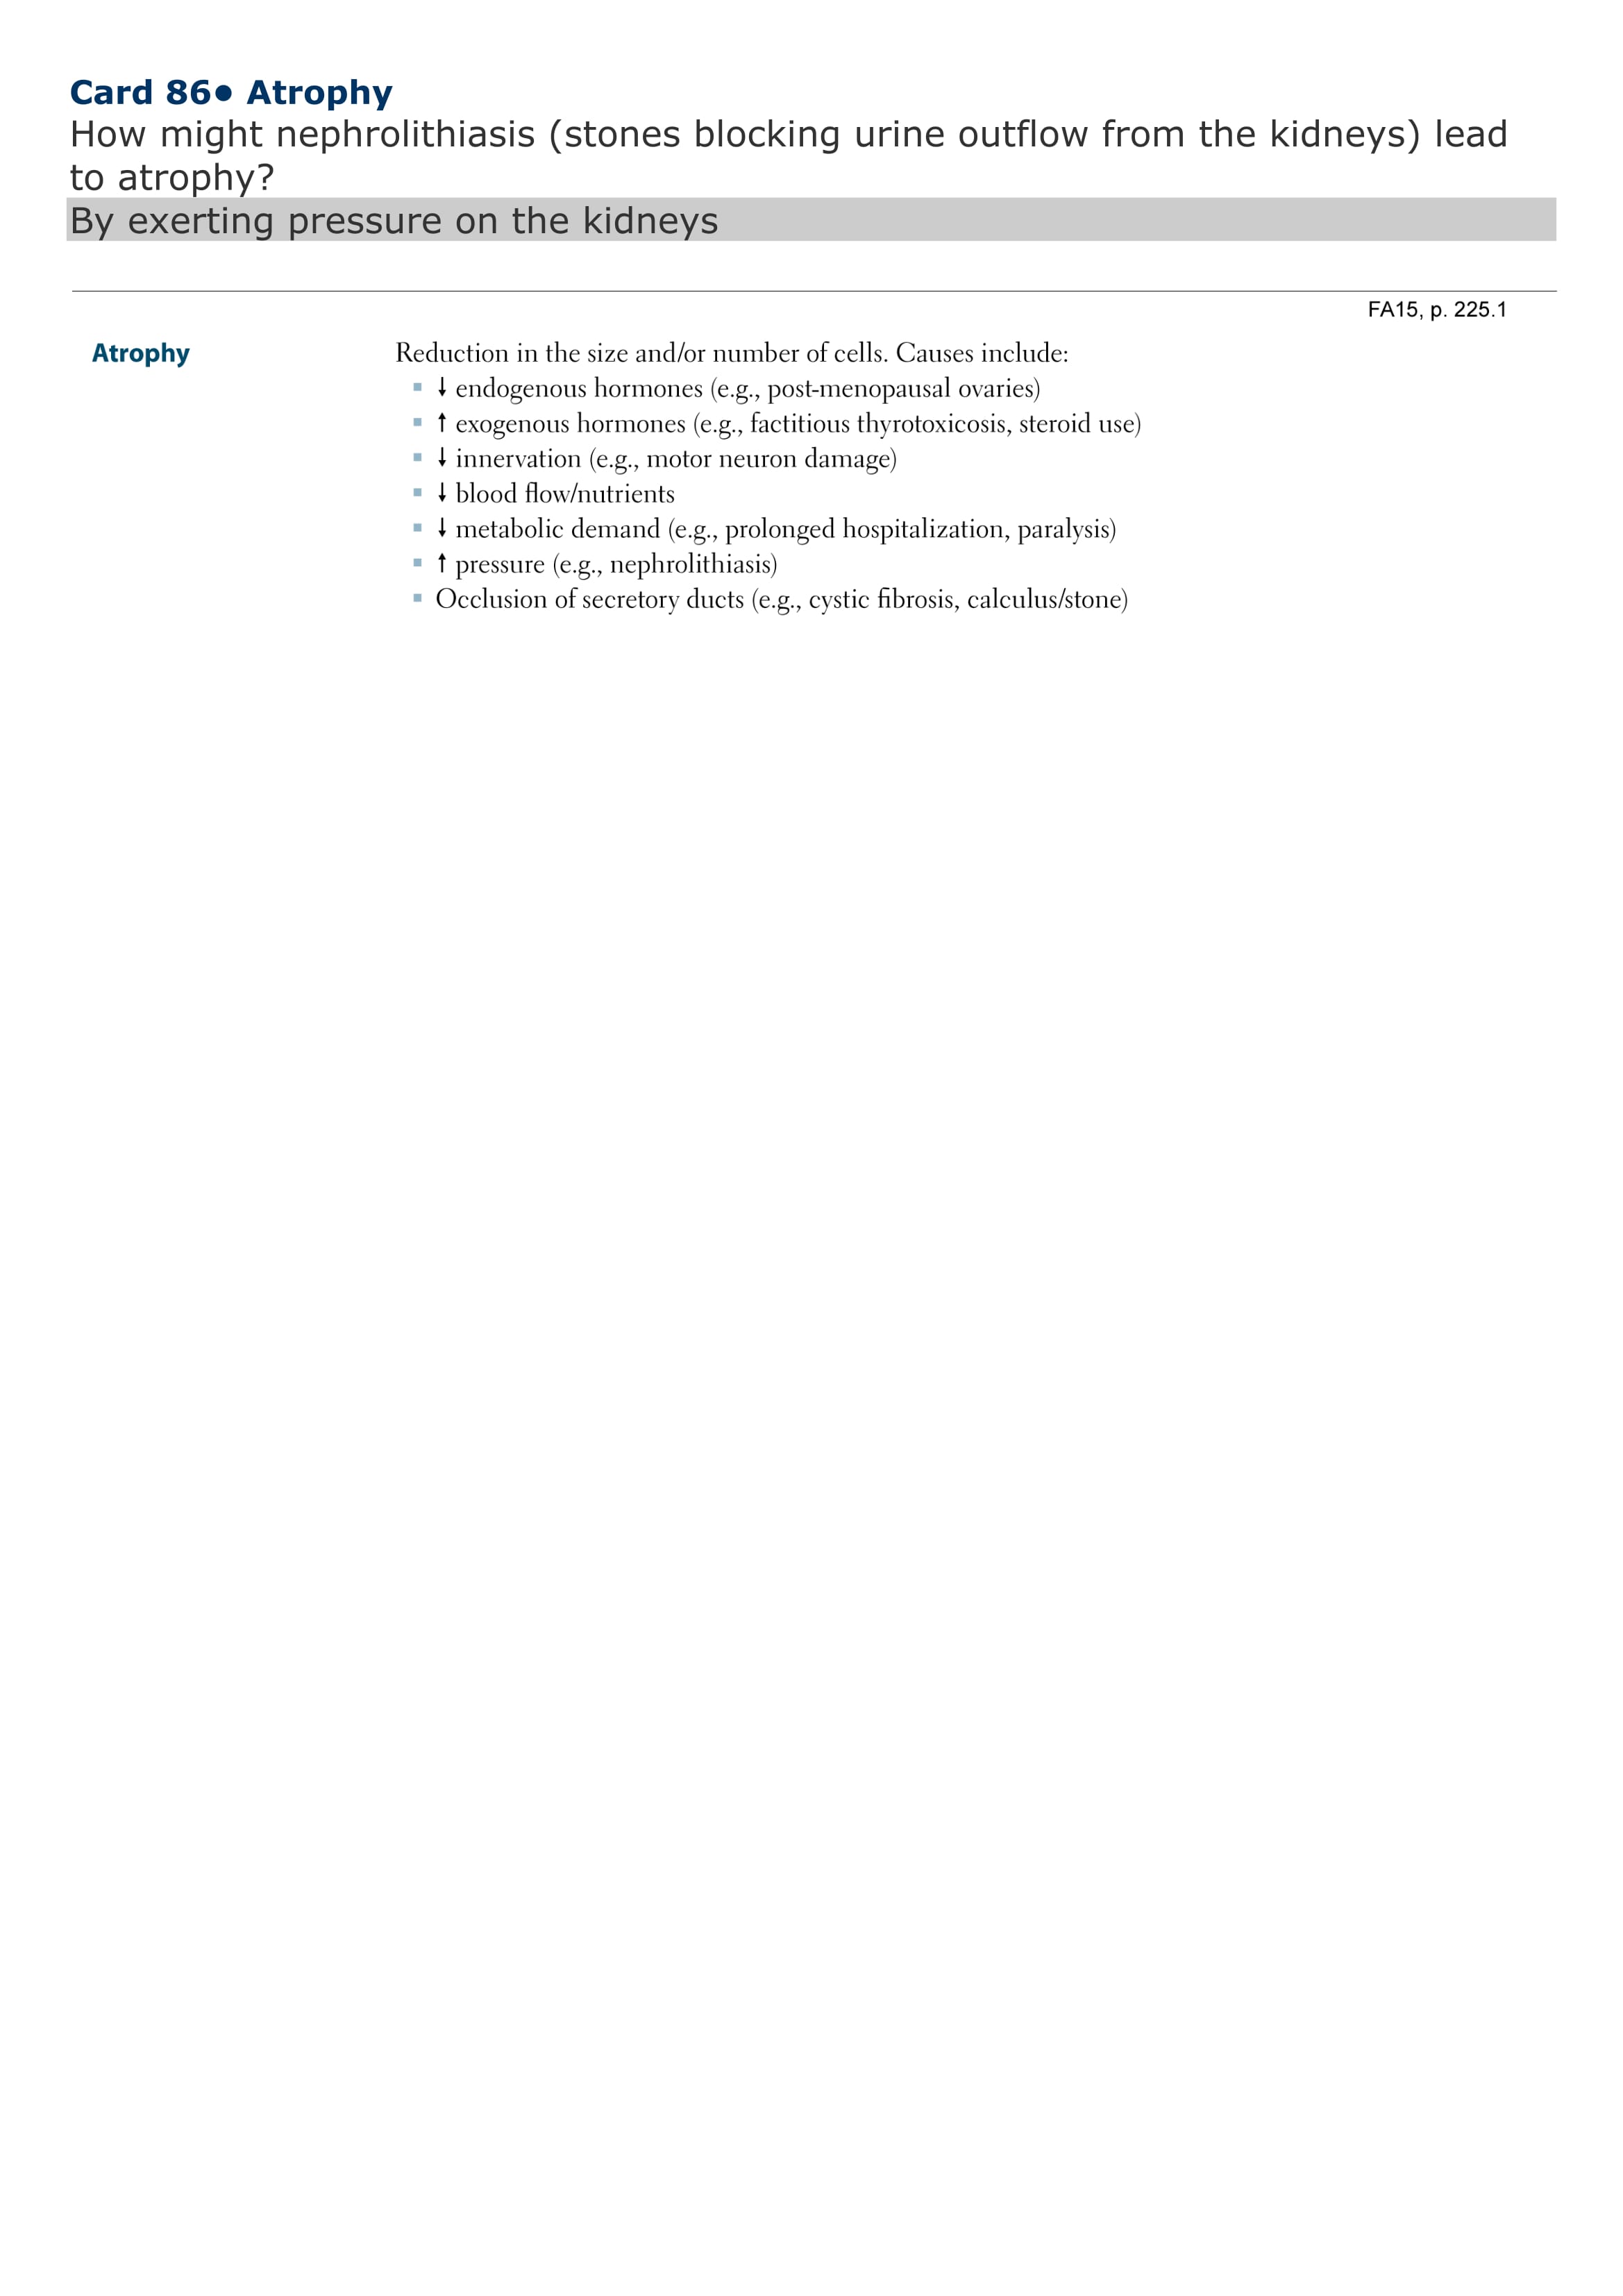 Card 86● Atrophy
How might nephrolithiasis (stones blocking urine outflow from the kidneys) lead
to atrophy?
By exerting pressure on the kidneys
FA15, p. 225.1
Atrophy
Reduction in the size and/or number of cells. Causes include:
▪ ↓ endogenous hormones (e.g., post-menopausal ovaries)
▪ ↑ exogenous hormones (e.g., factitious thyrotoxicosis, steroid use)
▪ ↓ innervation (e.g., motor neuron damage)
▪ ↓ blood flow/nutrients
▪ ↓ metabolic demand (e.g., prolonged hospitalization, paralysis)
▪ ↑ pressure (e.g., nephrolithiasis)
▪ Occlusion of secretory ducts (e.g., cystic fibrosis, calculus/stone)